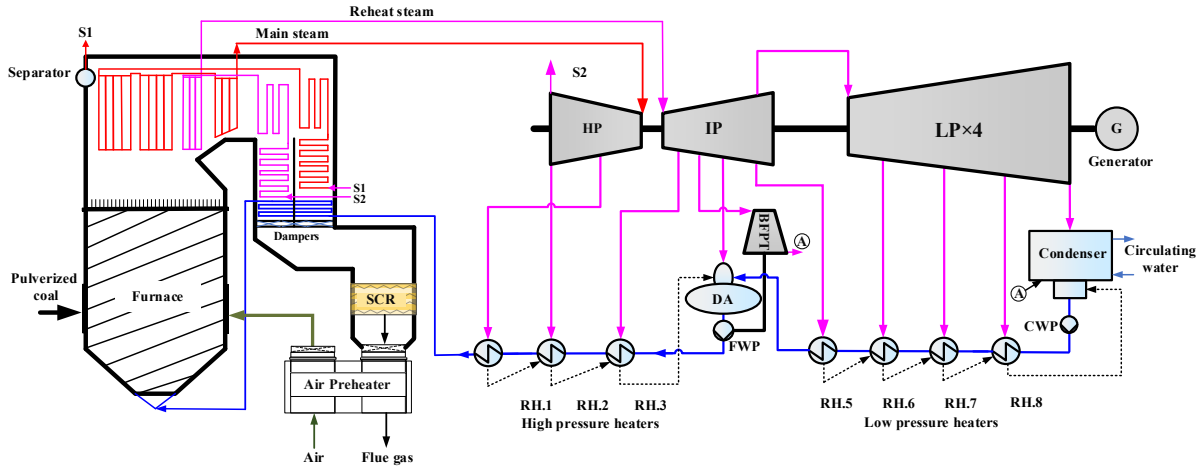 Reheat steam
S1
Main steam
Separator
S2
HP
IP
LP×4
G
Generator
S1
S2
BFPT
A
Dampers
Condenser
Circulating
water
Pulverized
coal
Furnace
SCR
DA
A
FWP
CWP
Air Preheater
RH.1
RH.2
RH.3
RH.5
RH.6
RH.7
RH.8
High pressure heaters
Low pressure heaters
Air
Flue gas